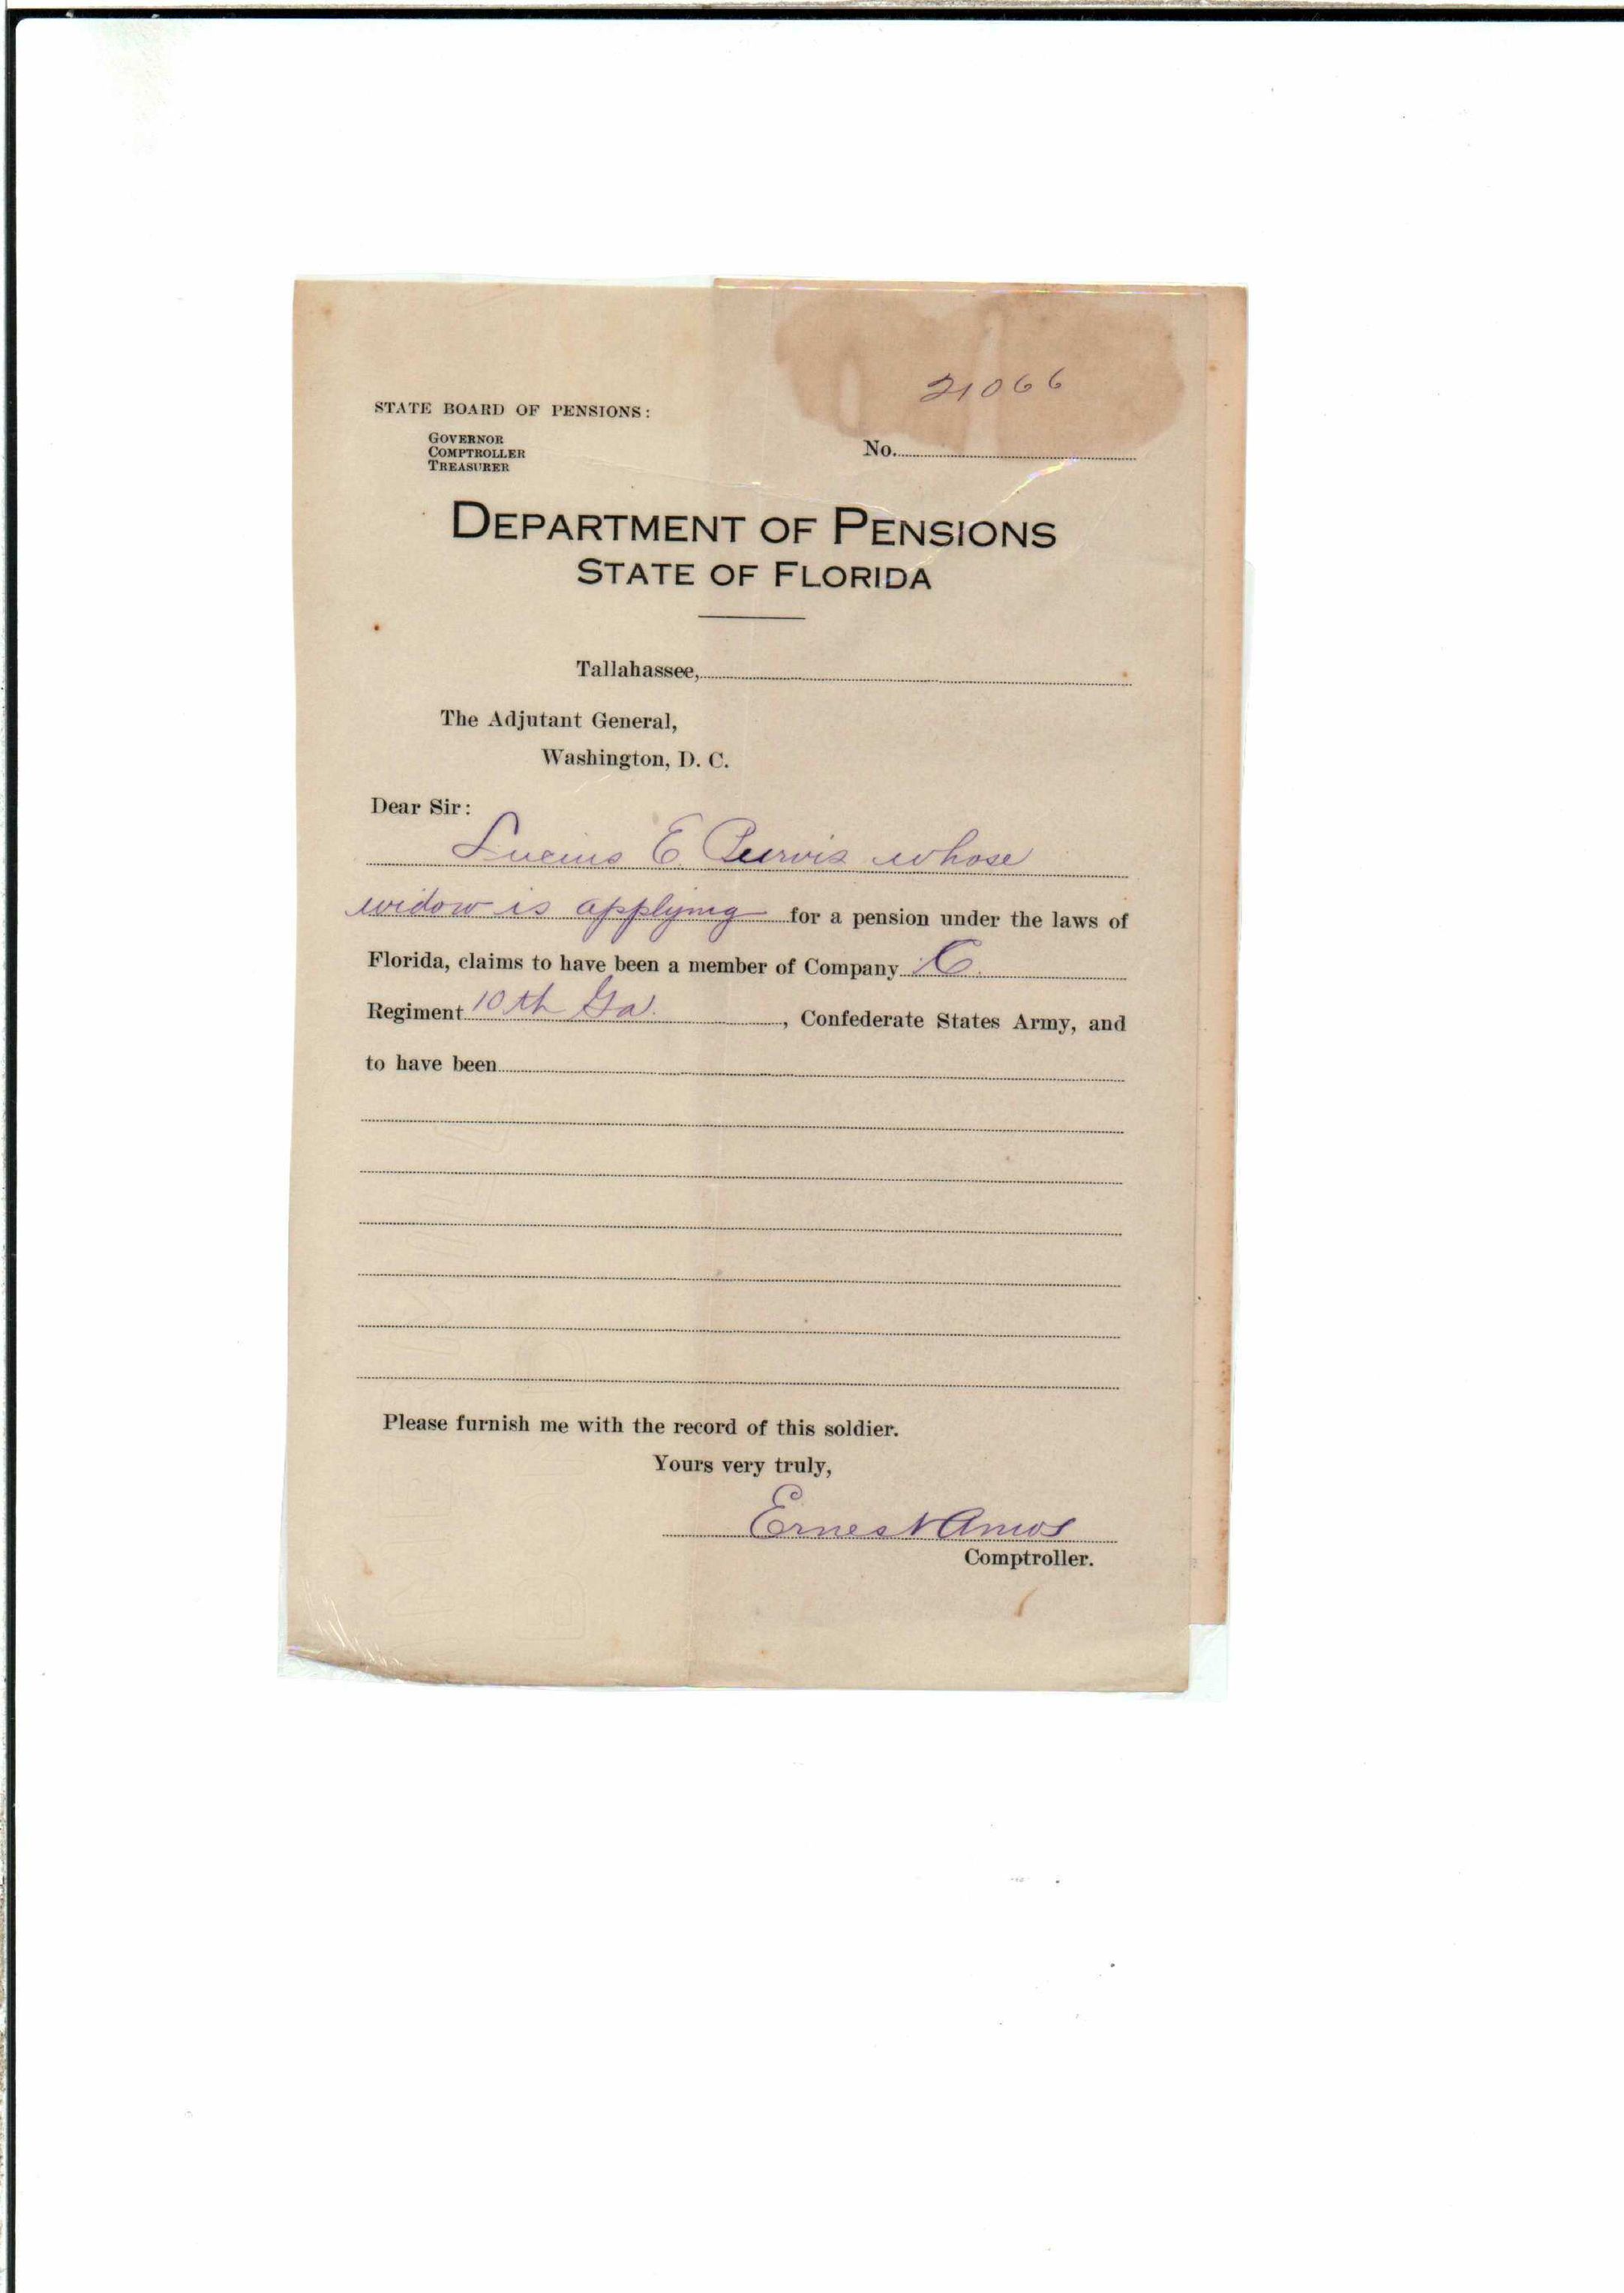 21066
STATE BOARD OF PENSIONS:
GOVERNOR
COMPTROLLER
TREASURER
No.
DEPARTMENT OF PENSIONS
STATE OF FLORIDA
Tallahassee,
The Adjutant General,
Washington, D. C.
Dear Sir:
Lucius E. Purvis whose
widow is applying for a pension under the laws of
Florida, claims to have been a member of Company C.
Regiment 10th Ga., Confederate States Army, and
to have been
Please furnish me with the record of this soldier.
Yours very truly,
Ernest Amos
Comptroller.